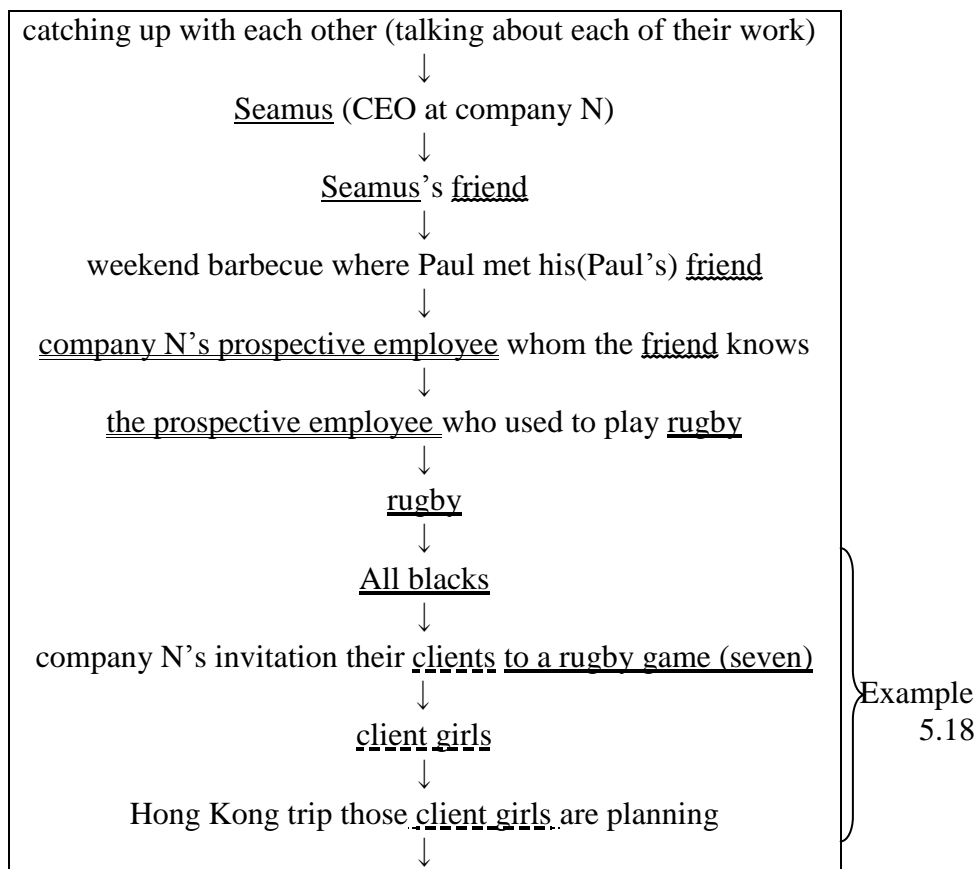 catching up with each other (talking about each of their work)
↓
Seamus (CEO at company N)
↓
Seamus's friend
↓
weekend barbecue where Paul met his(Paul's) friend
↓
company N's prospective employee whom the friend knows
↓
the prospective employee who used to play rugby
↓
rugby
↓
All blacks
↓
company N's invitation their clients to a rugby game (seven)
↓
client girls
↓
Hong Kong trip those client girls are planning
↓
Example
5.18